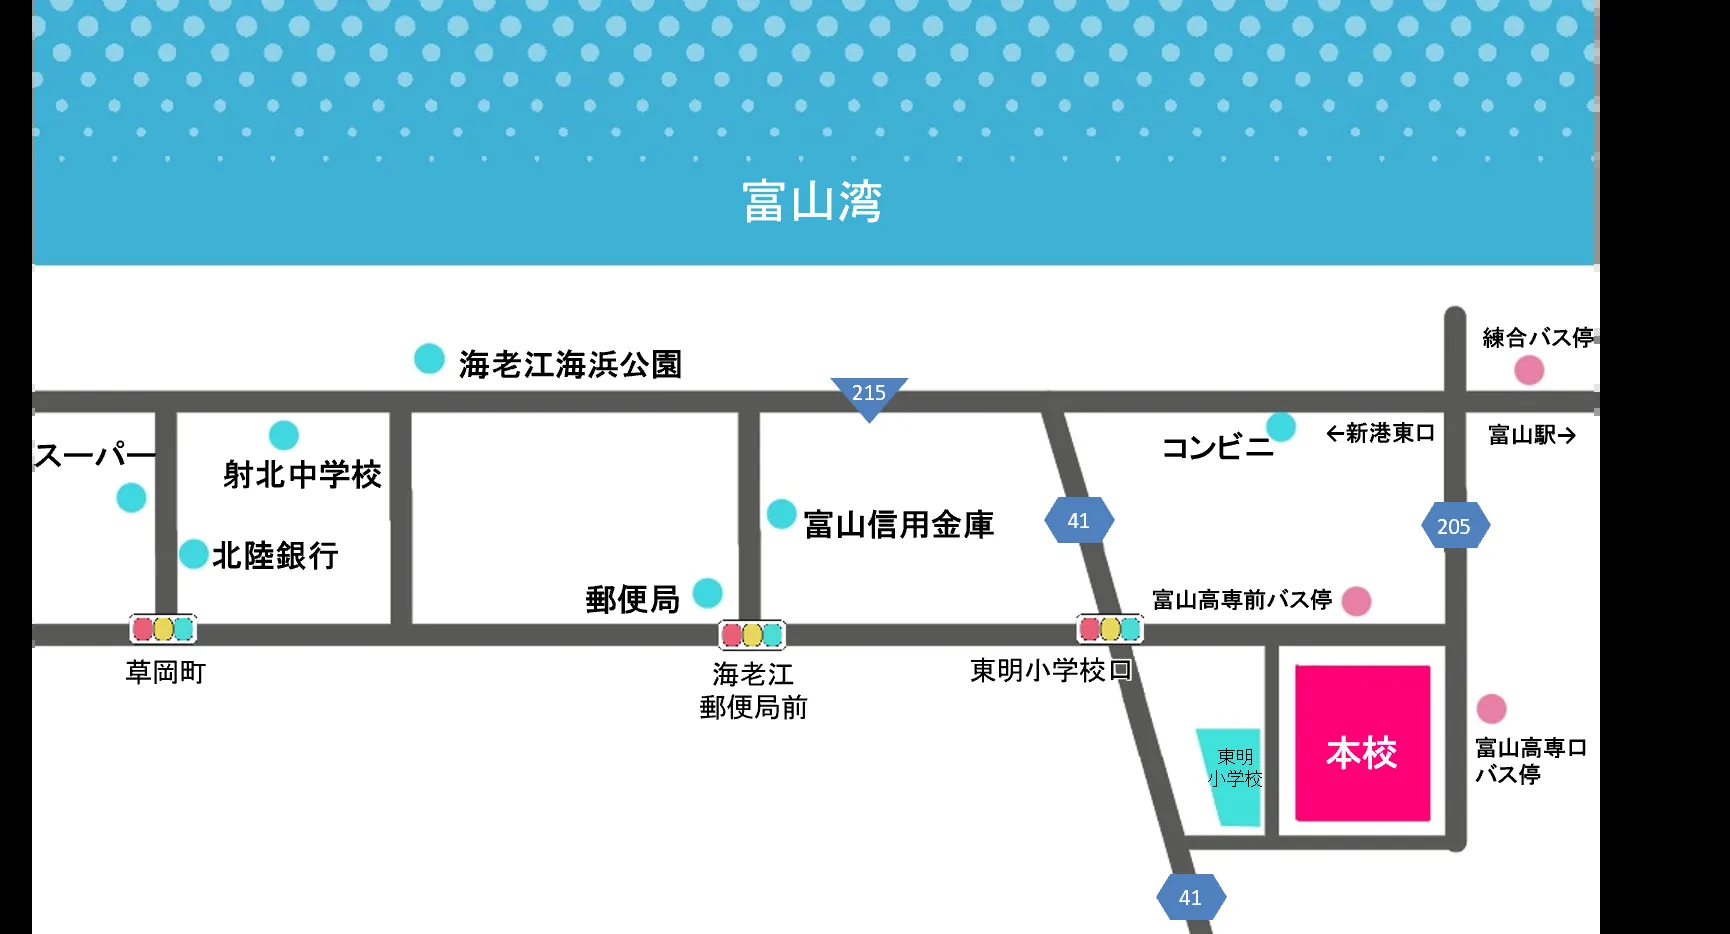 富山湾
練合バス停
海老江海浜公園
215
←新港東口
富山駅→
コンビニ
スーパー
射北中学校
41
富山信用金庫
205
北陸銀行
郵便局
富山高専前バス停
草岡町
海老江
郵便局前
東明小学校口
本校
東明
小学校
富山高専口
バス停
41